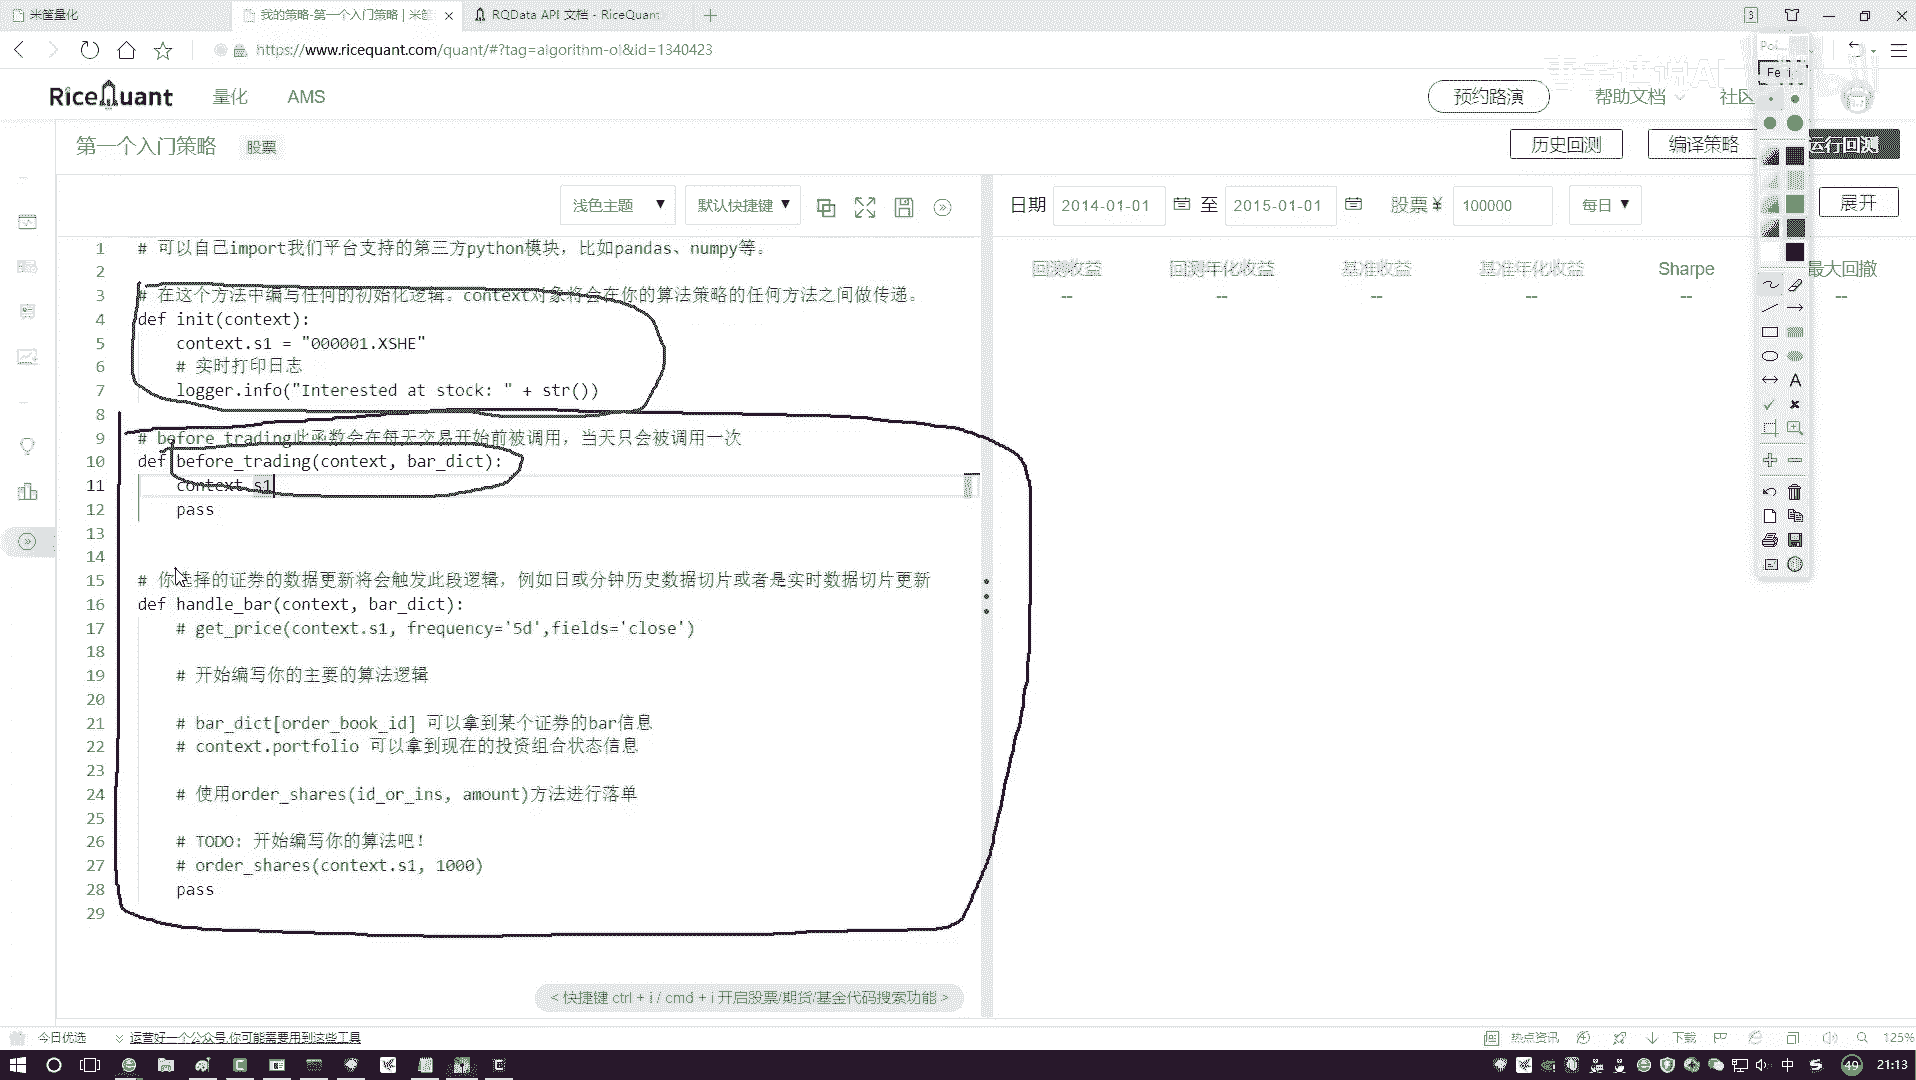 米筐量化
我的策略-第一个入门策略 | 米筐
RQData API 文档 - RiceQuant
https://www.ricequant.com/quant/#?tag=algorithm-ol&id=1340423
RiceQuant
量化
AMS
预约路演
帮助文档
社区
第一个入门策略
股票
历史回测
编译策略
运行回测
浅色主题
默认快捷键
日期
2014-01-01
至
2015-01-01
股票¥
100000
每日
展开
回测收益
回测年化收益
基准收益
基准年化收益
Sharpe
最大回撤
--
--
--
--
--
--
1 # 可以自己import我们平台支持的第三方python模块，比如pandas、numpy等。
2
3 # 在这个方法中编写任何的初始化逻辑。context对象将会在你的算法策略的任何方法之间做传递。
4 def init(context):
5 context.s1 = "000001.XSHE"
6 # 实时打印日志
7 logger.info("Interested at stock: " + str())
8
9 # before_trading此函数会在每天交易开始前被调用，当天只会被调用一次
10 def before_trading(context, bar_dict):
11 context.s1
12 pass
13
14
15 # 你选择的证券的数据更新将会触发此段逻辑，例如日或分钟历史数据切片或者是实时数据切片更新
16 def handle_bar(context, bar_dict):
17 # get_price(context.s1, frequency='5d',fields='close')
18
19 # 开始编写你的主要的算法逻辑
20
21 # bar_dict[order_book_id] 可以拿到某个证券的bar信息
22 # context.portfolio 可以拿到现在的投资组合状态信息
23
24 # 使用order_shares(id_or_ins, amount)方法进行落单
25
26 # TODO: 开始编写你的算法吧！
27 # order_shares(context.s1, 1000)
28 pass
29
< 快捷键 ctrl + i / cmd + i 开启股票/期货/基金代码搜索功能 >
今日优选
运营好一个公众号,你可能需要用到这些工具
热点资讯
下载
125%
中
49
21:13